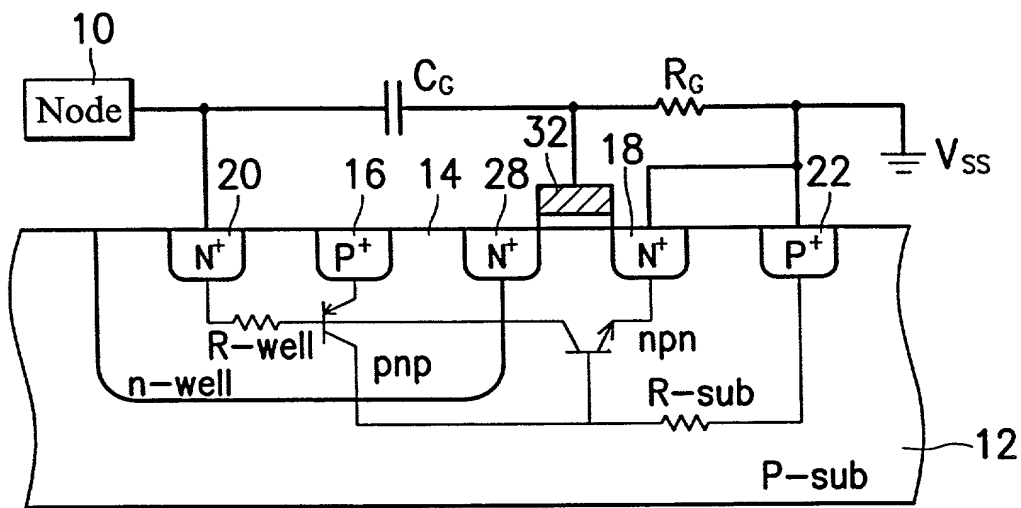 10
Node
C_G
R_G
V_SS
32
18
20
16
14
28
22
N⁺
P⁺
N⁺
N⁺
P⁺
R-well
n-well
pnp
npn
R-sub
12
P-sub